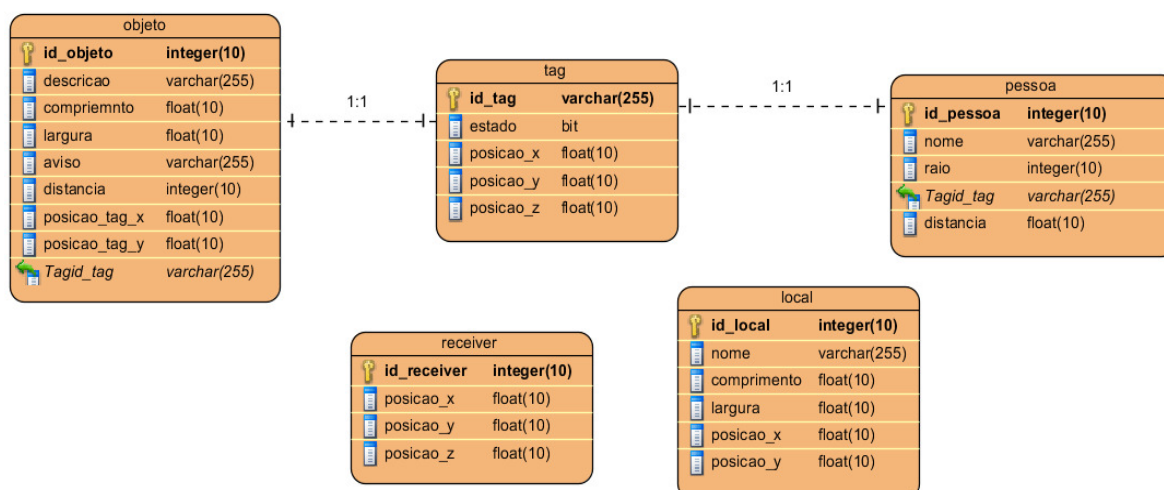 objeto
id_objeto integer(10)
descricao varchar(255)
compriemnto float(10)
largura float(10)
aviso varchar(255)
distancia integer(10)
posicao_tag_x float(10)
posicao_tag_y float(10)
Tagid_tag varchar(255)
1:1
tag
id_tag varchar(255)
estado bit
posicao_x float(10)
posicao_y float(10)
posicao_z float(10)
1:1
pessoa
id_pessoa integer(10)
nome varchar(255)
raio integer(10)
Tagid_tag varchar(255)
distancia float(10)
receiver
id_receiver integer(10)
posicao_x float(10)
posicao_y float(10)
posicao_z float(10)
local
id_local integer(10)
nome varchar(255)
comprimento float(10)
largura float(10)
posicao_x float(10)
posicao_y float(10)